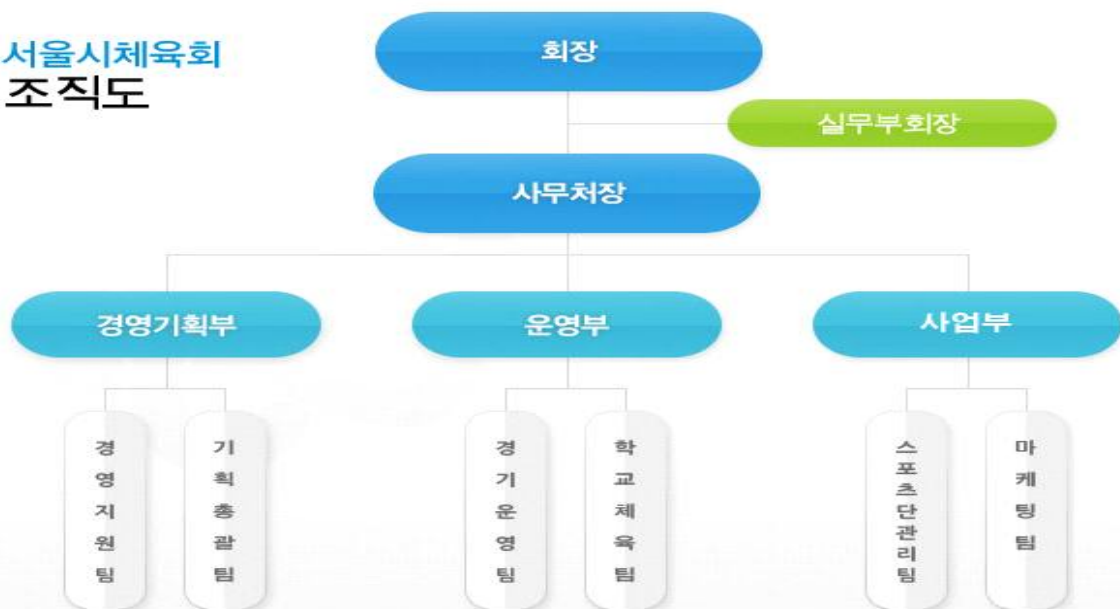 서울시체육회
조직도
회장
실무부회장
사무처장
경영기획부
운영부
사업부
경영지원팀
기획총괄팀
경기운영팀
학교체육팀
스포츠단관리팀
마케팅팀